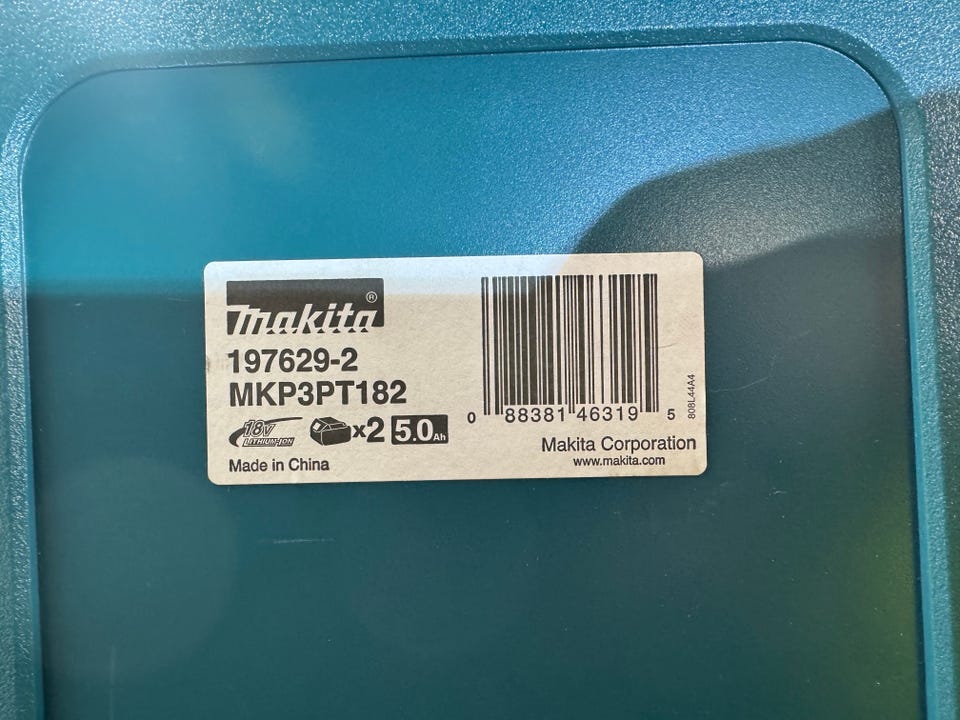 makita®
197629-2
MKP3PT182
18V
LITHIUM-ION
x2 5.0Ah
Made in China
0 88381 46319 5
808L44A4
Makita Corporation
www.makita.com